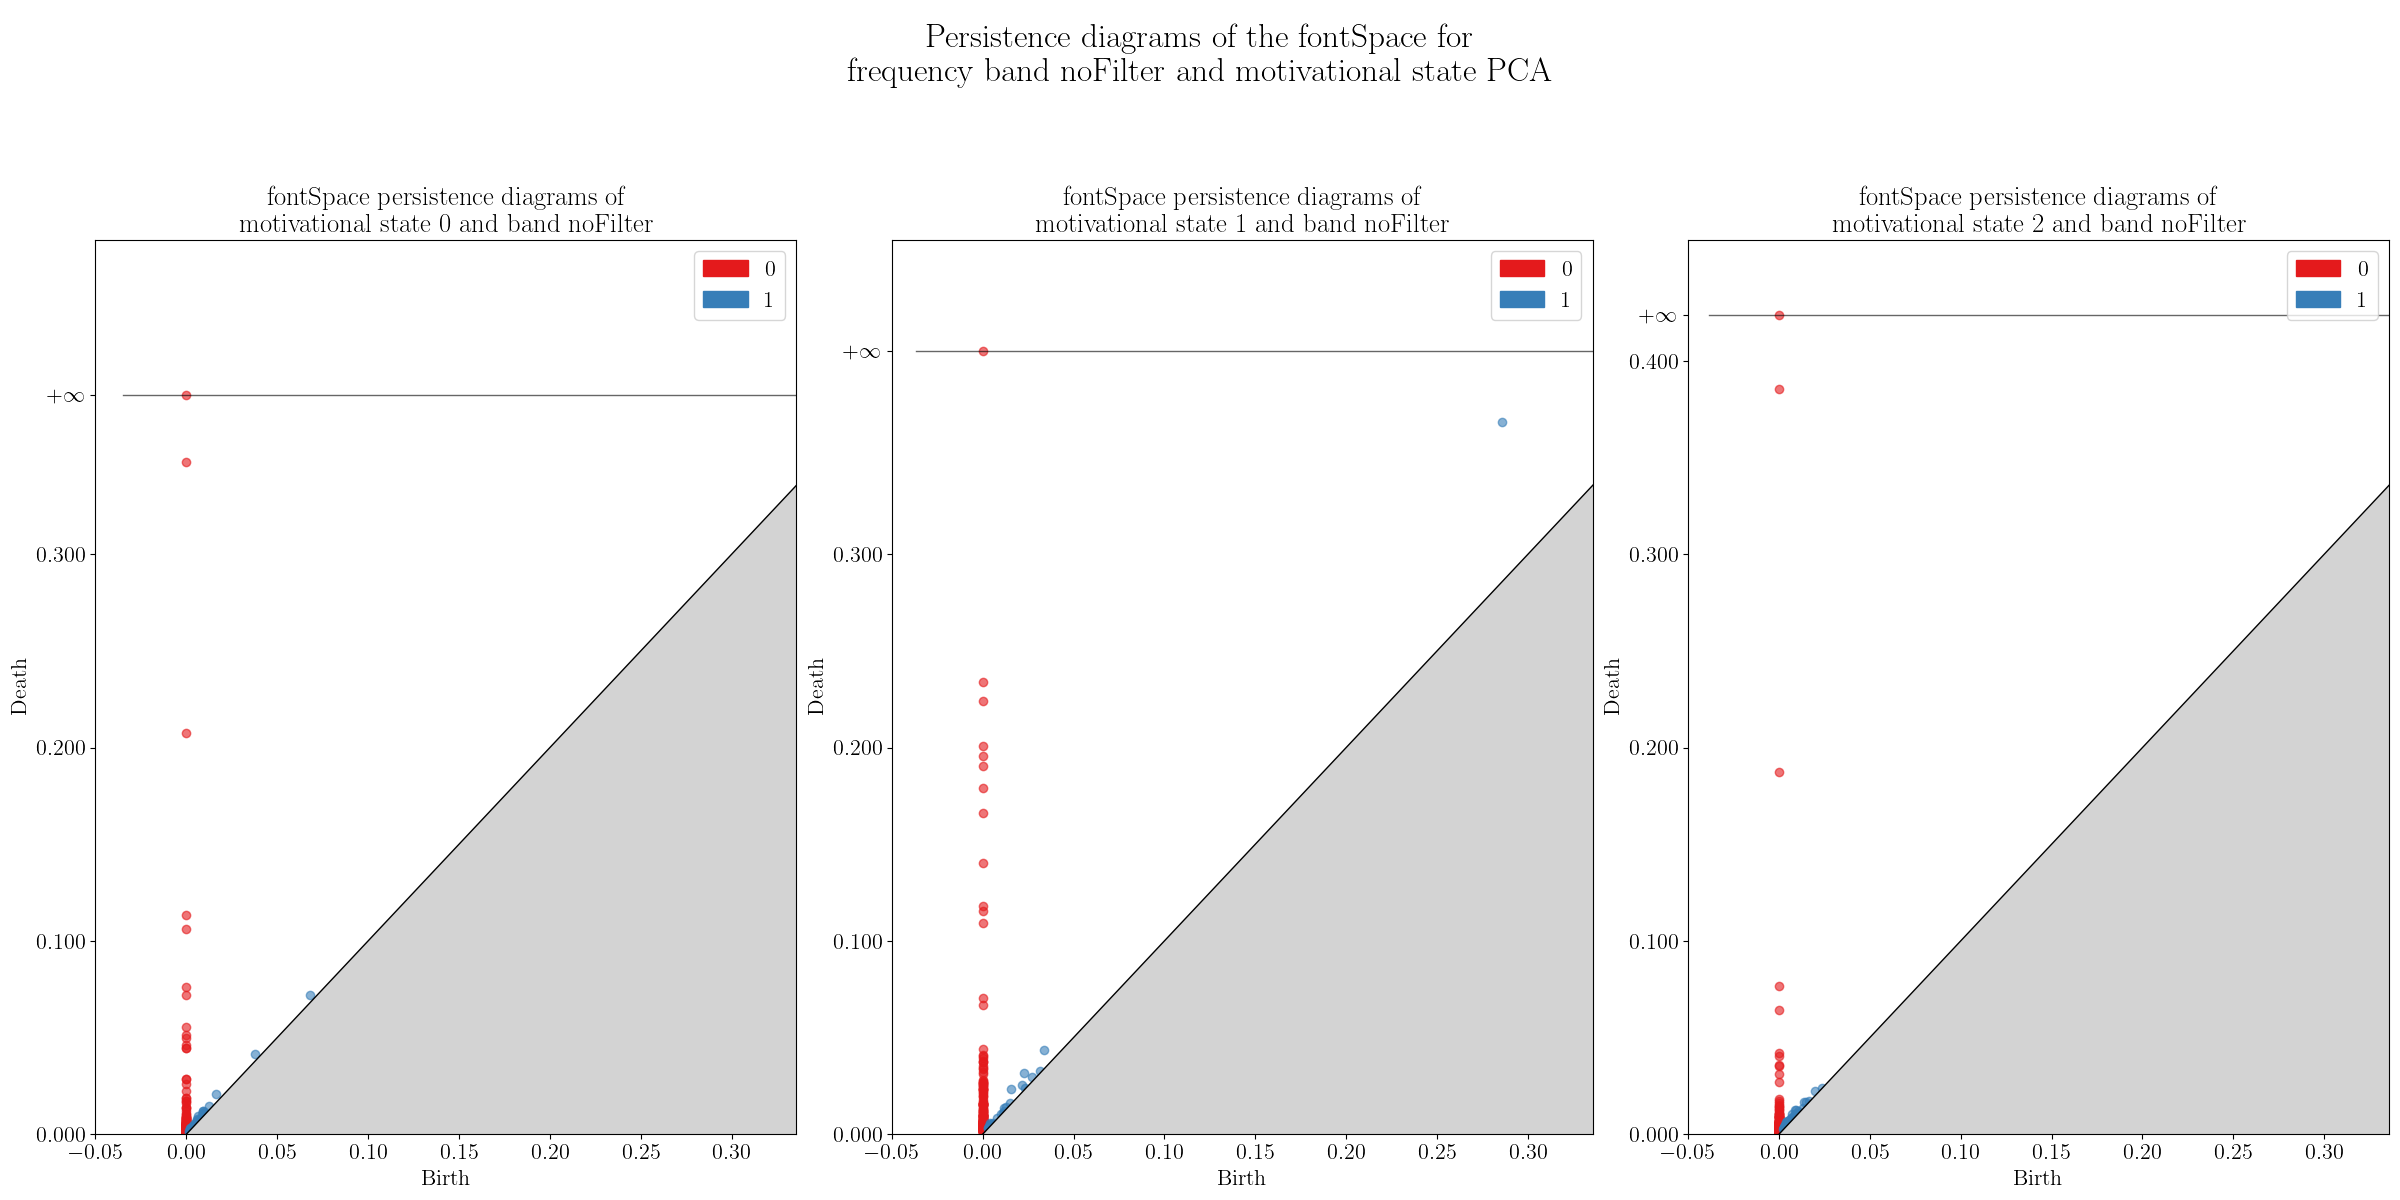 Persistence diagrams of the fontSpace for
frequency band noFilter and motivational state PCA
fontSpace persistence diagrams of
motivational state 0 and band noFilter
0
1
+∞
0.300
0.200
0.100
0.000
Death
−0.05 0.00 0.05 0.10 0.15 0.20 0.25 0.30
Birth
fontSpace persistence diagrams of
motivational state 1 and band noFilter
0
1
+∞
0.300
0.200
0.100
0.000
Death
−0.05 0.00 0.05 0.10 0.15 0.20 0.25 0.30
Birth
fontSpace persistence diagrams of
motivational state 2 and band noFilter
0
1
+∞
0.400
0.300
0.200
0.100
0.000
Death
−0.05 0.00 0.05 0.10 0.15 0.20 0.25 0.30
Birth